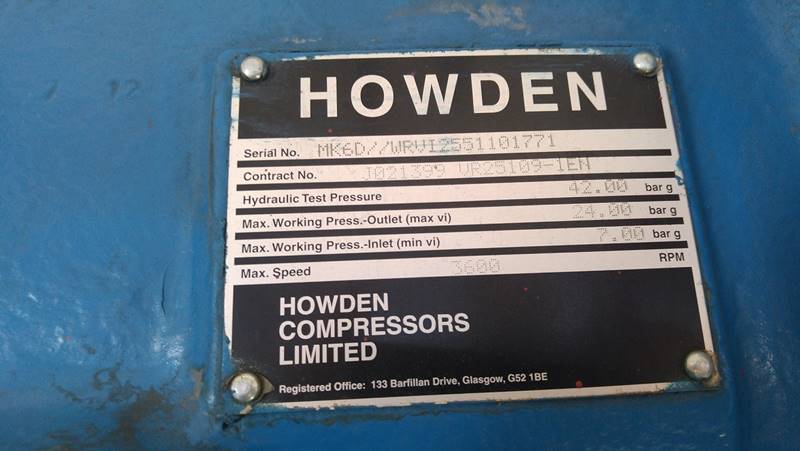 HOWDEN
Serial No. MK6D//WRVI2551101771
Contract No. J021399 VR25109-1EN
Hydraulic Test Pressure 42.00 bar g
Max. Working Press.-Outlet (max vi) 24.00 bar g
Max. Working Press.-Inlet (min vi) 7.00 bar g
Max. Speed 3600 RPM
HOWDEN
COMPRESSORS
LIMITED
Registered Office: 133 Barfillan Drive, Glasgow, G52 1BE